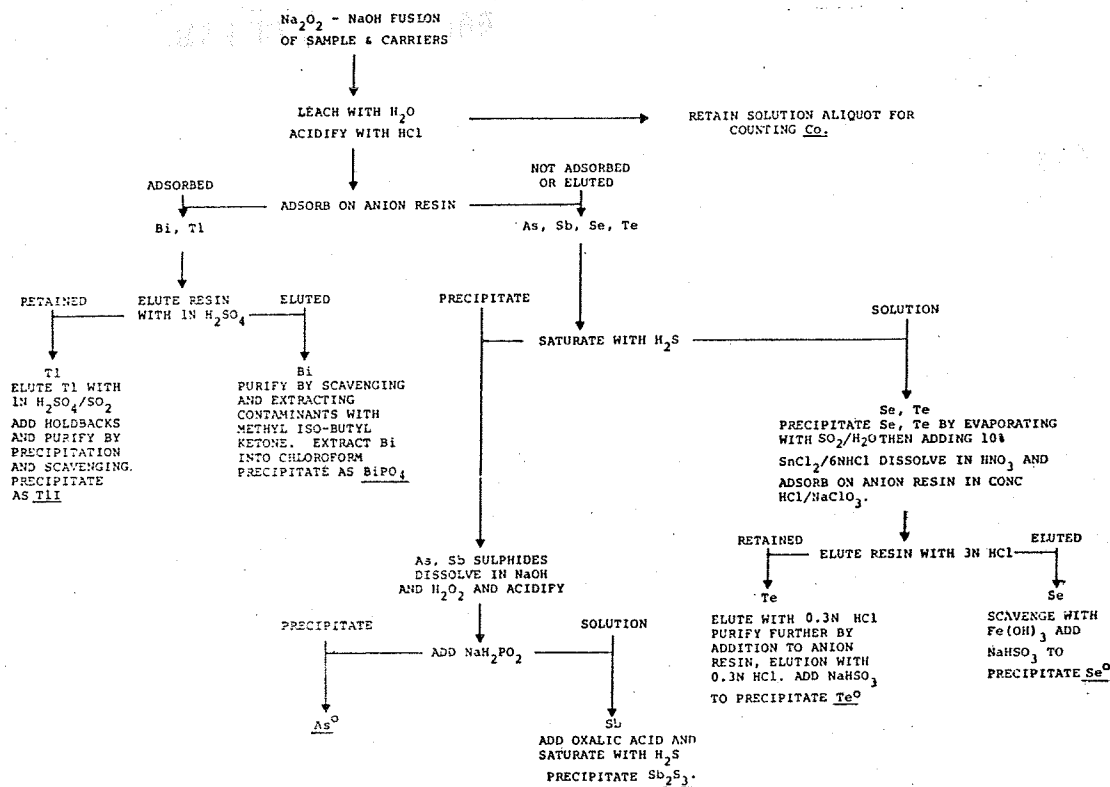 Na2O2 - NaOH FUSION
OF SAMPLE & CARRIERS
LEACH WITH H2O
ACIDIFY WITH HCl
RETAIN SOLUTION ALIQUOT FOR
COUNTING Co.
ADSORBED
NOT ADSORBED
OR ELUTED
ADSORB ON ANION RESIN
Bi, Tl
As, Sb, Se, Te
RETAINED
ELUTE RESIN
WITH 1N H2SO4
ELUTED
PRECIPITATE
SOLUTION
SATURATE WITH H2S
Tl
ELUTE Tl WITH
1N H2SO4/SO2
ADD HOLDBACKS
AND PURIFY BY
PRECIPITATION
AND SCAVENGING.
PRECIPITATE
AS TlI
Bi
PURIFY BY SCAVENGING
AND EXTRACTING
CONTAMINANTS WITH
METHYL ISO-BUTYL
KETONE. EXTRACT Bi
INTO CHLOROFORM
PRECIPITATE AS BiPO4
Se, Te
PRECIPITATE Se, Te BY EVAPORATING
WITH SO2/H2O THEN ADDING 10%
SnCl2/6NHCl DISSOLVE IN HNO3 AND
ADSORB ON ANION RESIN IN CONC
HCl/NaClO3.
RETAINED
ELUTE RESIN WITH 3N HCl
ELUTED
As, Sb SULPHIDES
DISSOLVE IN NaOH
AND H2O2 AND ACIDIFY
Te
ELUTE WITH 0.3N HCl
PURIFY FURTHER BY
ADDITION TO ANION
RESIN, ELUTION WITH
0.3N HCl. ADD NaHSO3
TO PRECIPITATE Te°
Se
SCAVENGE WITH
Fe(OH)3 ADD
NaHSO3 TO
PRECIPITATE Se°
PRECIPITATE
ADD NaH2PO2
SOLUTION
As°
Sb
ADD OXALIC ACID AND
SATURATE WITH H2S
PRECIPITATE Sb2S3.